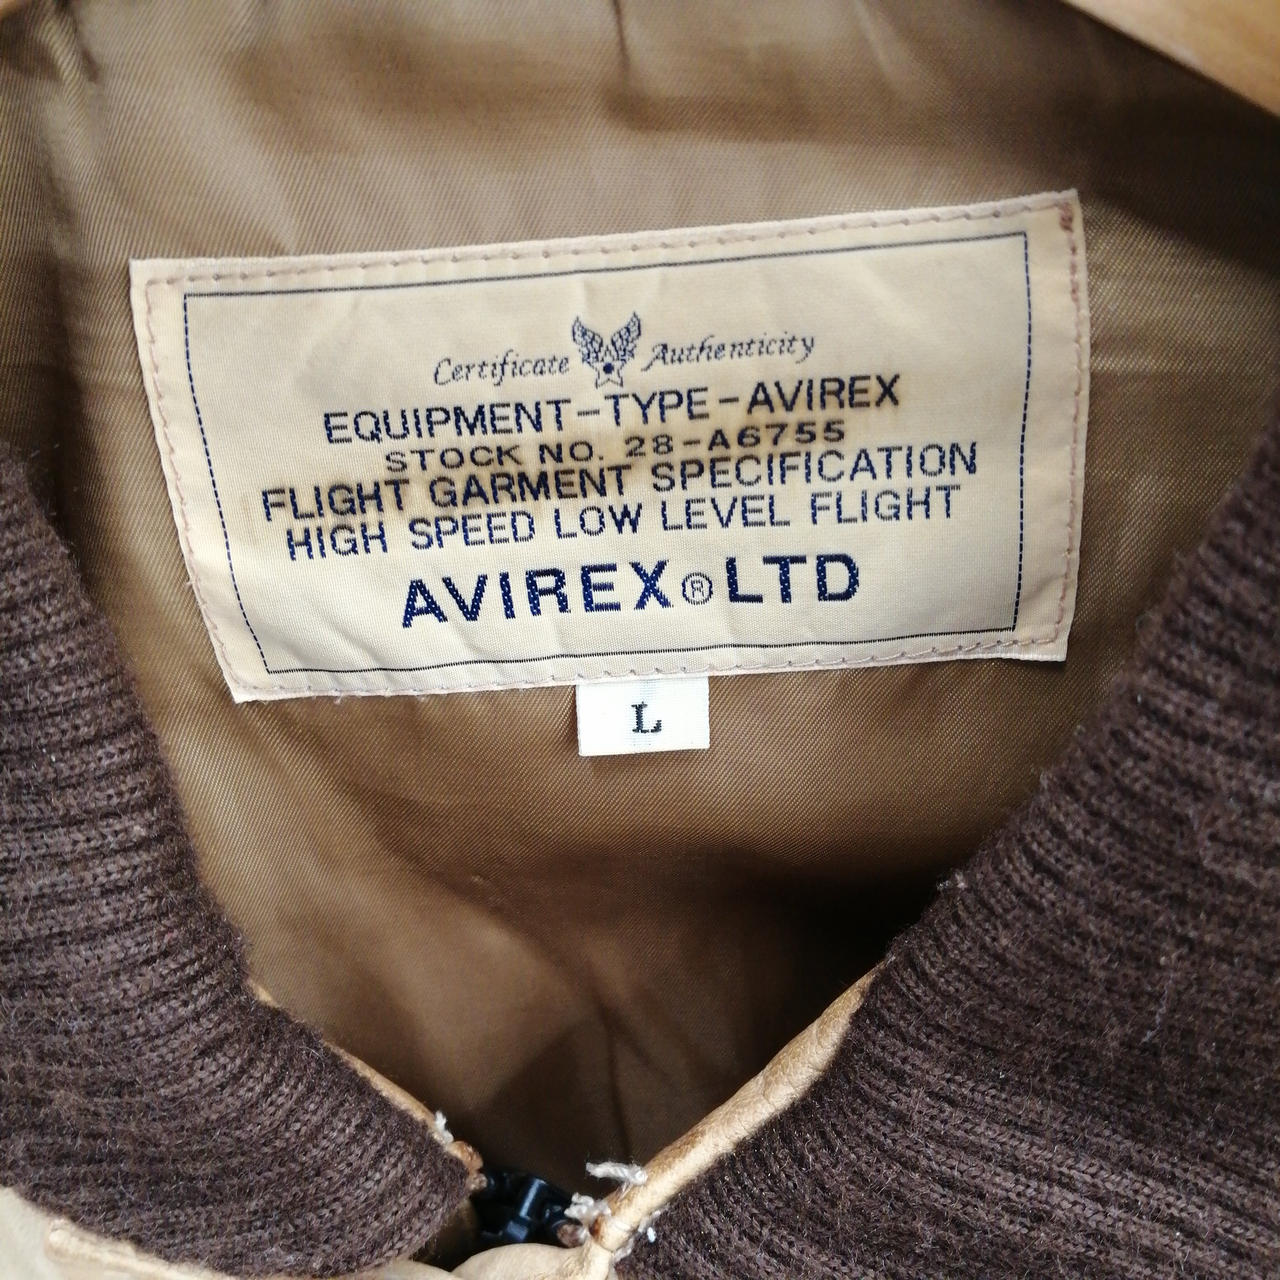 Certificate Authenticity
EQUIPMENT-TYPE-AVIREX
STOCK NO. 28-A6755
FLIGHT GARMENT SPECIFICATION
HIGH SPEED LOW LEVEL FLIGHT
AVIREX® LTD
L